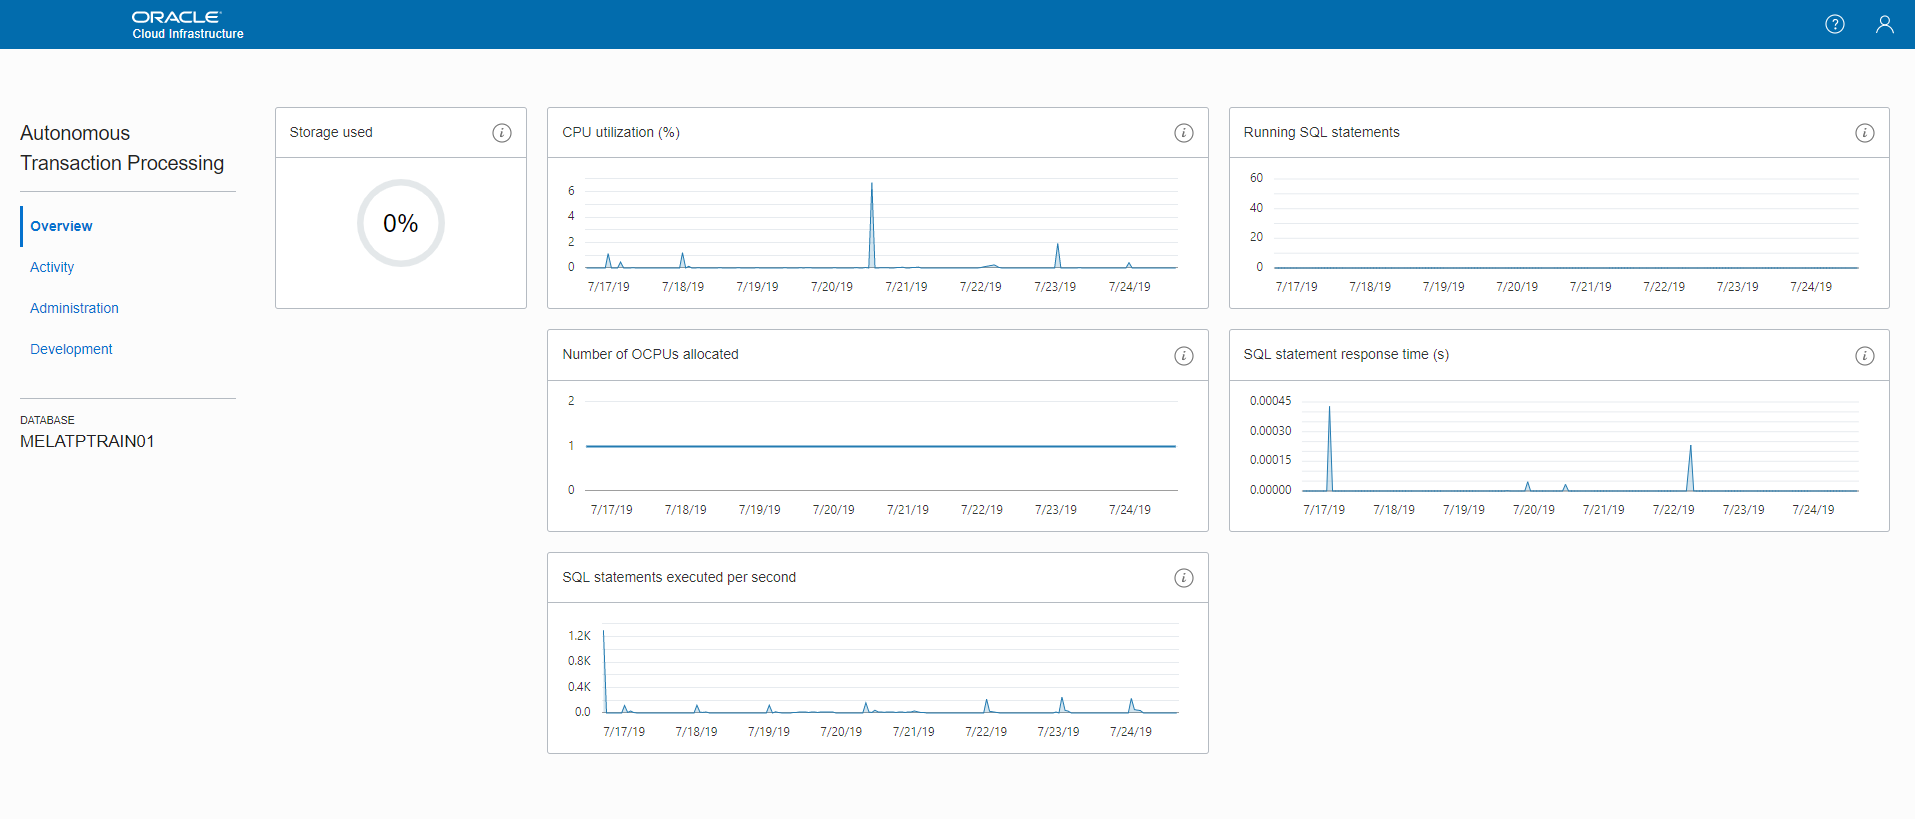 ORACLE
Cloud Infrastructure
Autonomous
Transaction Processing
Overview
Activity
Administration
Development
DATABASE
MELATPTRAIN01
Storage used
0%
CPU utilization (%)
6
4
2
0
7/17/19 7/18/19 7/19/19 7/20/19 7/21/19 7/22/19 7/23/19 7/24/19
Running SQL statements
60
40
20
0
7/17/19 7/18/19 7/19/19 7/20/19 7/21/19 7/22/19 7/23/19 7/24/19
Number of OCPUs allocated
2
1
0
7/17/19 7/18/19 7/19/19 7/20/19 7/21/19 7/22/19 7/23/19 7/24/19
SQL statement response time (s)
0.00045
0.00030
0.00015
0.00000
7/17/19 7/18/19 7/19/19 7/20/19 7/21/19 7/22/19 7/23/19 7/24/19
SQL statements executed per second
1.2K
0.8K
0.4K
0.0
7/17/19 7/18/19 7/19/19 7/20/19 7/21/19 7/22/19 7/23/19 7/24/19